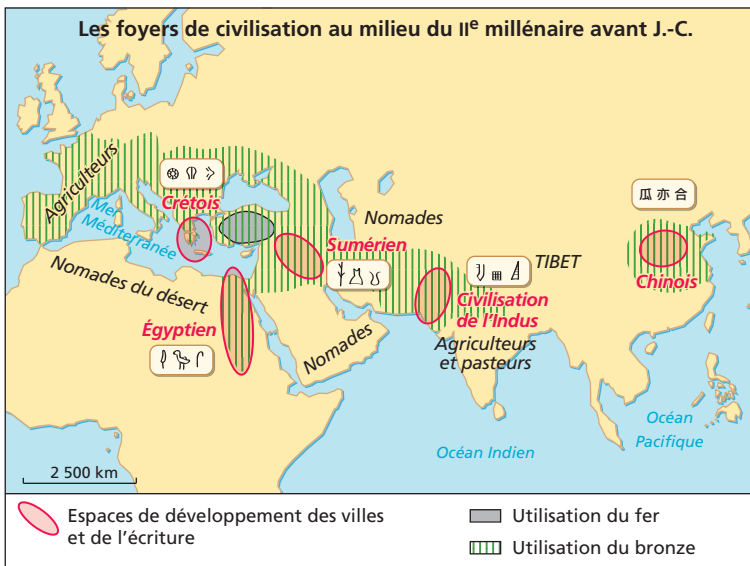 Les foyers de civilisation au milieu du IIe millénaire avant J.-C.
Agriculteurs
Mer
Méditerranée
Crétois
Nomades
Sumérien
TIBET
瓜亦合
Chinois
Nomades du désert
Égyptien
Nomades
Civilisation
de l'Indus
Agriculteurs
et pasteurs
Océan
Pacifique
Océan Indien
2 500 km
Espaces de développement des villes
et de l'écriture
Utilisation du fer
Utilisation du bronze